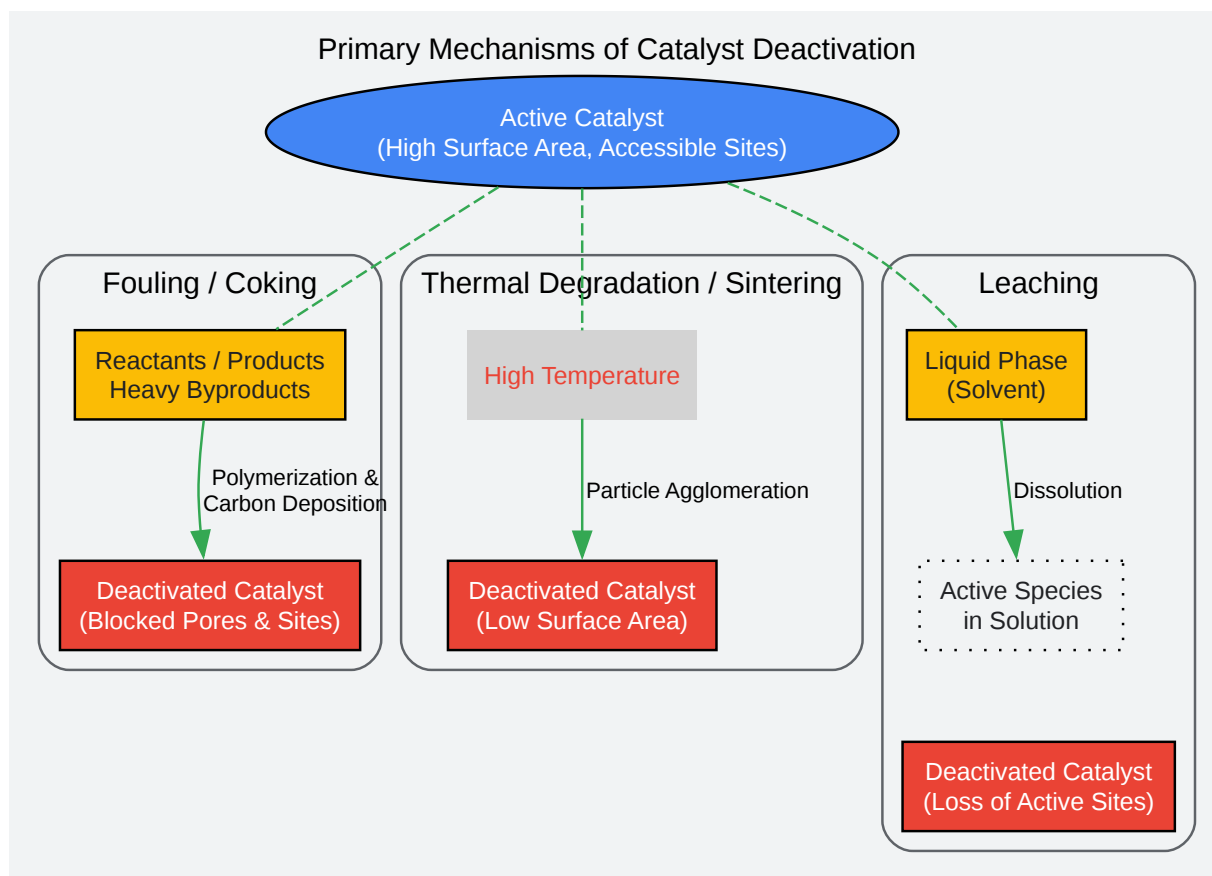 Primary Mechanisms of Catalyst Deactivation
Active Catalyst
(High Surface Area, Accessible Sites)
Fouling / Coking
Reactants / Products
Heavy Byproducts
Polymerization &
Carbon Deposition
Deactivated Catalyst
(Blocked Pores & Sites)
Thermal Degradation / Sintering
High Temperature
Particle Agglomeration
Deactivated Catalyst
(Low Surface Area)
Leaching
Liquid Phase
(Solvent)
Dissolution
Active Species
in Solution
Deactivated Catalyst
(Loss of Active Sites)